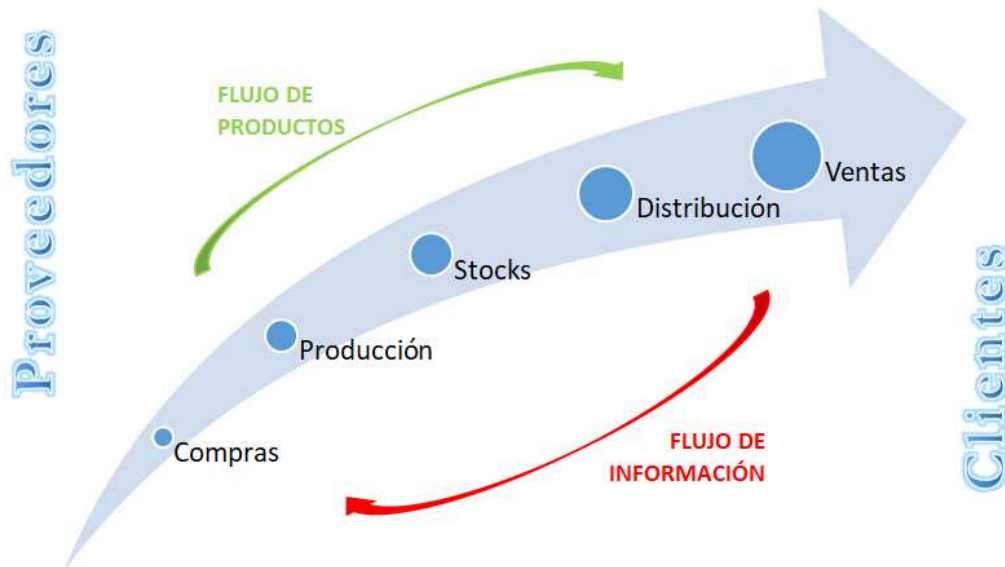 Proveedores
FLUJO DE
PRODUCTOS
Ventas
Distribución
Stocks
Producción
Compras
FLUJO DE
INFORMACIÓN
Clientes